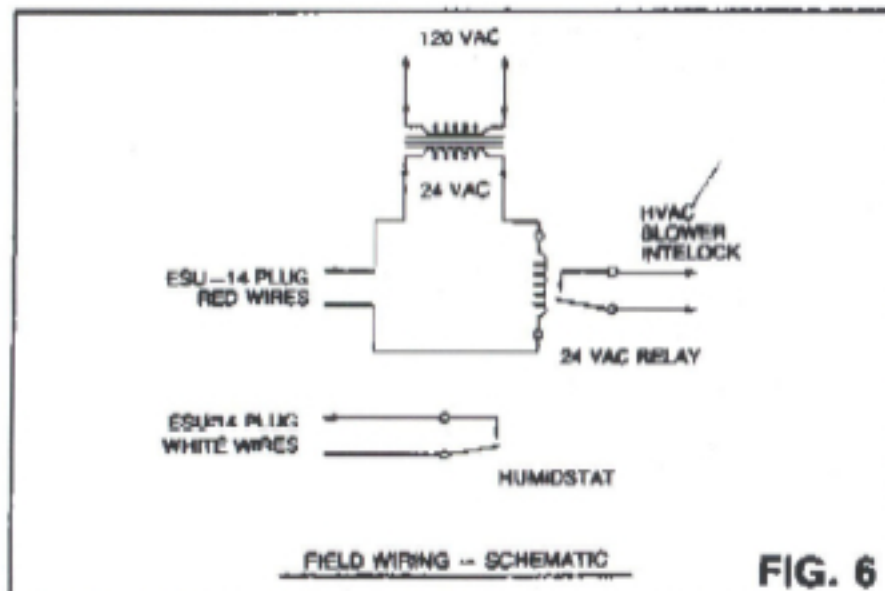 120 VAC
24 VAC
HVAC
BLOWER
INTELOCK
ESU-14 PLUG
RED WIRES
24 VAC RELAY
ESU-14 PLUG
WHITE WIRES
HUMIDSTAT
FIELD WIRING -- SCHEMATIC
FIG. 6